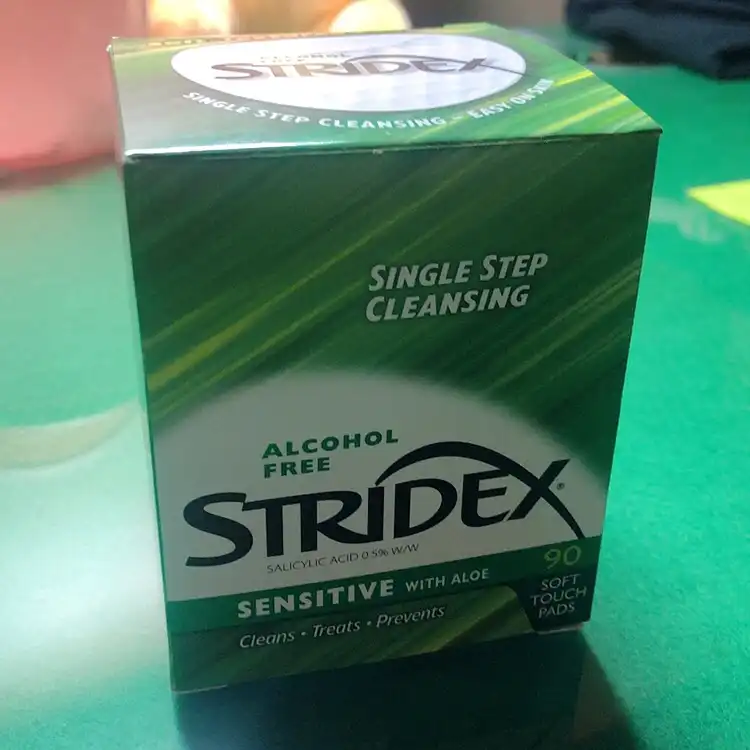 ALCOHOL
STRIDEX
SINGLE STEP CLEANSING - EASY ON SKIN
SINGLE STEP
CLEANSING
ALCOHOL
FREE
STRIDEX®
SALICYLIC ACID 0.5% W/W
SENSITIVE WITH ALOE
90
SOFT
TOUCH
PADS
Cleans • Treats • Prevents